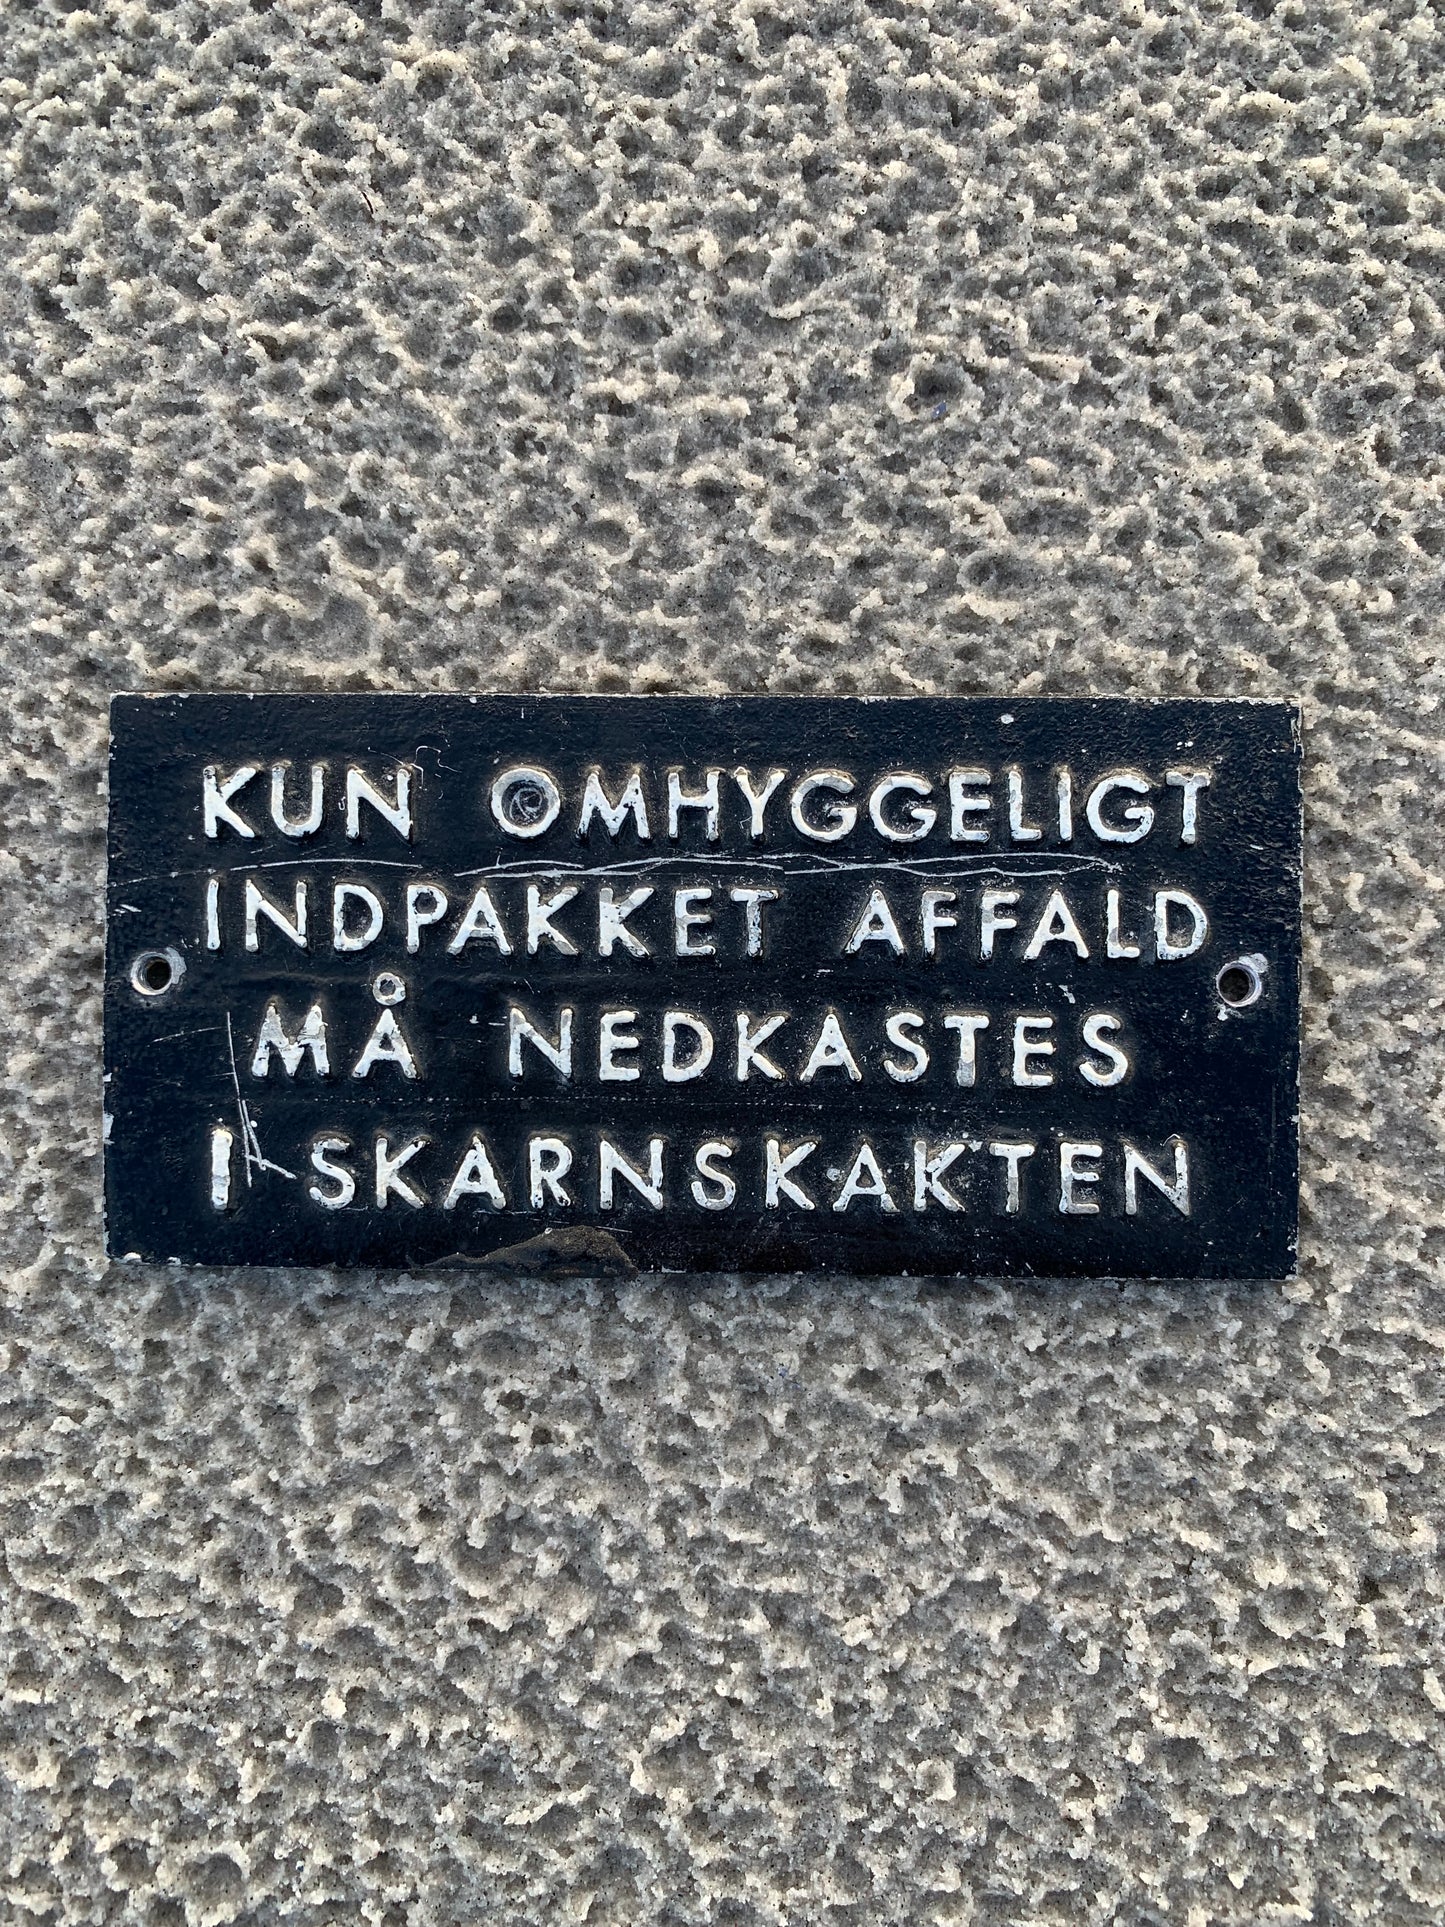 KUN OMHYGGELIGT
INDPAKKET AFFALD
MÅ NEDKASTES
I SKARNSKAKTEN